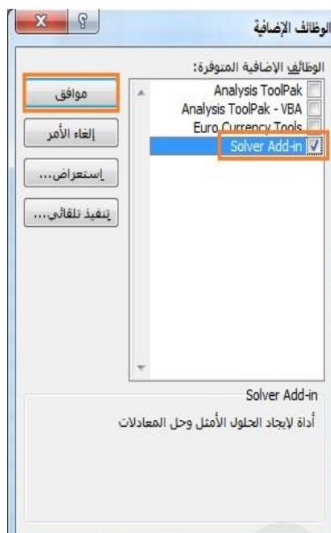 الوظائف الإضافية
الوظائف الإضافية المتوفرة:
Analysis ToolPak
Analysis ToolPak - VBA
Euro Currency Tools
Solver Add-in
موافق
إلغاء الأمر
إستعراض...
تنفيذ تلقائي...
Solver Add-in
أداة لإيجاد الحلول الأمثل وحل المعادلات